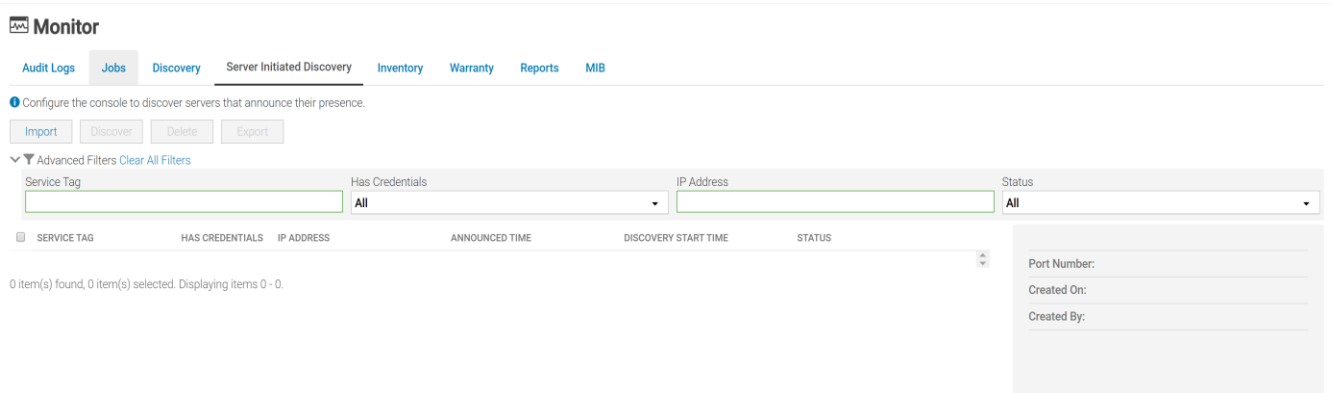 Monitor
Audit Logs Jobs Discovery Server Initiated Discovery Inventory Warranty Reports MIB
Configure the console to discover servers that announce their presence.
Import Discover Delete Export
Advanced Filters Clear All Filters
Service Tag Has Credentials IP Address Status
All All
SERVICE TAG HAS CREDENTIALS IP ADDRESS ANNOUNCED TIME DISCOVERY START TIME STATUS
Port Number:
0 item(s) found, 0 item(s) selected. Displaying items 0 - 0.
Created On:
Created By: